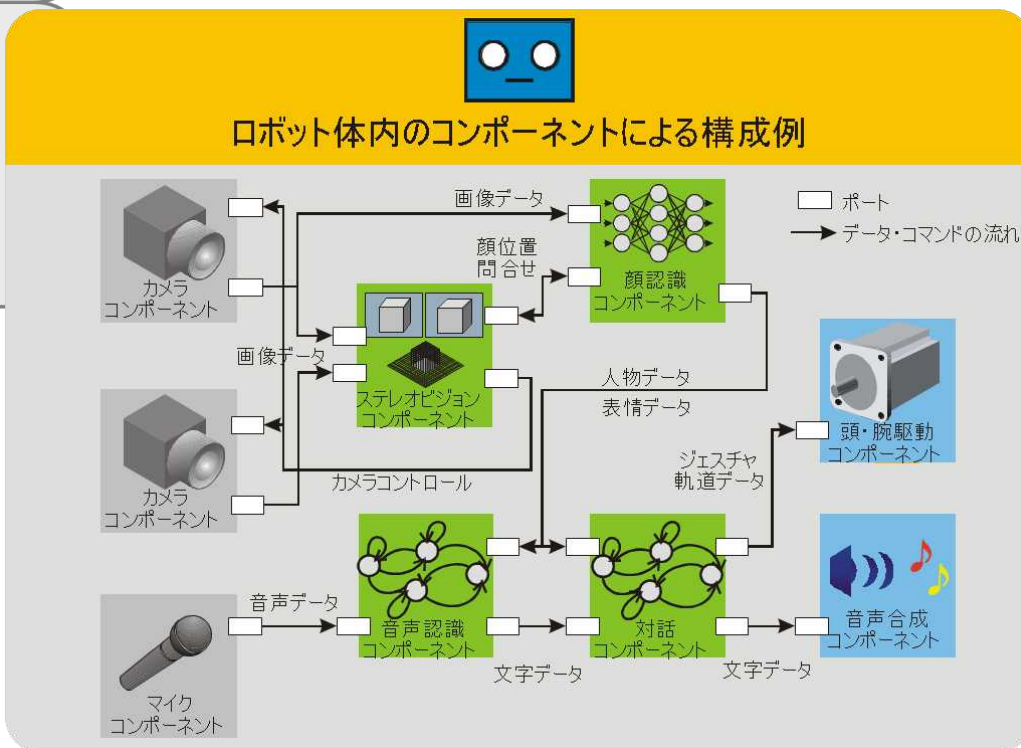 ロボット体内のコンポーネントによる構成例
カメラ
コンポーネント
画像データ
顔位置
問合せ
顔認識
コンポーネント
ポート
データ・コマンドの流れ
画像データ
ステレオビジョン
コンポーネント
人物データ
表情データ
頭・腕駆動
コンポーネント
カメラ
コンポーネント
カメラコントロール
ジェスチャ
軌道データ
音声データ
音声認識
コンポーネント
文字データ
対話
コンポーネント
文字データ
音声合成
コンポーネント
マイク
コンポーネント